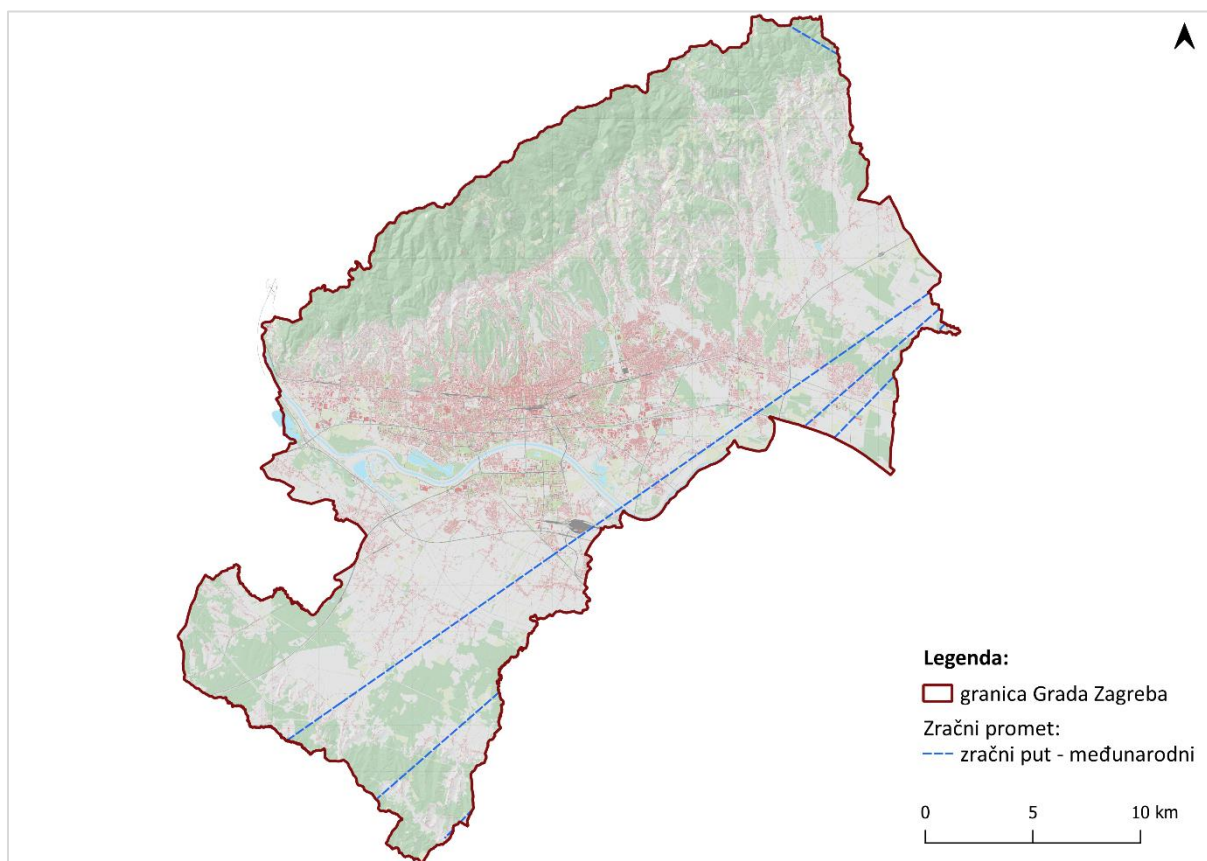 Legenda:
granica Grada Zagreba
Zračni promet:
zračni put - međunarodni
0 5 10 km